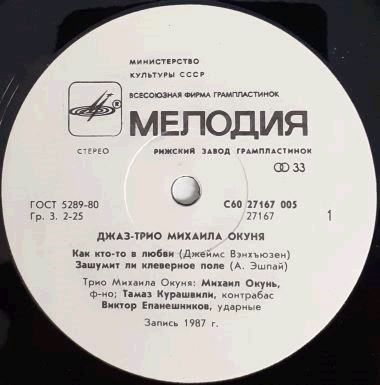 МИНИСТЕРСТВО
КУЛЬТУРЫ СССР
ВСЕСОЮЗНАЯ ФИРМА ГРАМПЛАСТИНОК
® МЕЛОДИЯ
СТЕРЕО РИЖСКИЙ ЗАВОД ГРАМПЛАСТИНОК
33
ГОСТ 5289-80 С60 27167 005
Гр. 3. 2-25 27167 1
ДЖАЗ-ТРИО МИХАИЛА ОКУНЯ
Как кто-то в любви (Джеймс Вэнхъюзен)
Зашумит ли клеверное поле (А. Эшпай)
Трио Михаила Окуня: Михаил Окунь,
ф-но; Тамаз Курашвили, контрабас
Виктор Епанешников, ударные
Запись 1987 г.